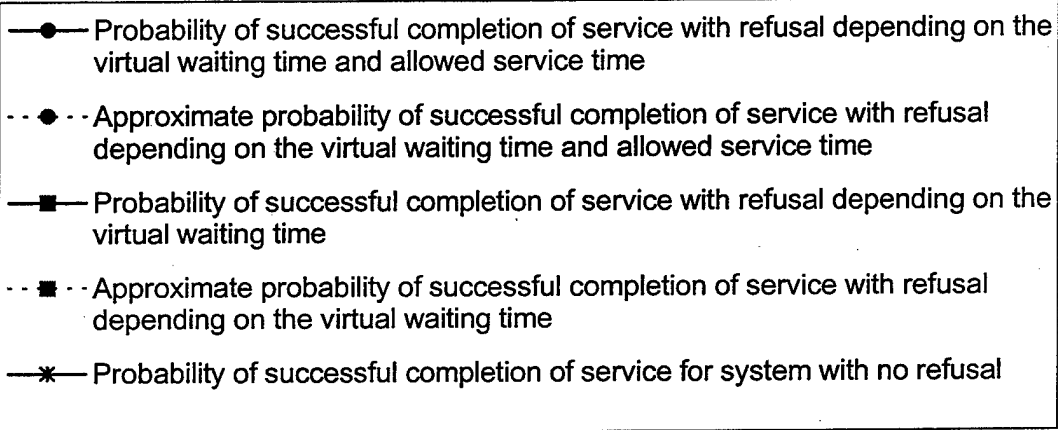 Probability of successful completion of service with refusal depending on the
virtual waiting time and allowed service time
Approximate probability of successful completion of service with refusal
depending on the virtual waiting time and allowed service time
Probability of successful completion of service with refusal depending on the
virtual waiting time
Approximate probability of successful completion of service with refusal
depending on the virtual waiting time
Probability of successful completion of service for system with no refusal